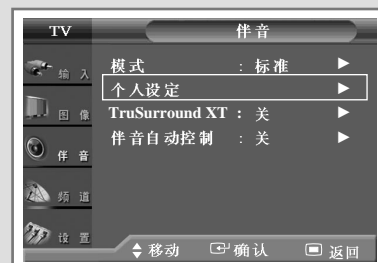 TV 伴音
输入
图像
伴音
频道
设置
模式 : 标准 ▶
个人设定 ▶
TruSurround XT : 关 ▶
伴音自动控制 : 关 ▶
移动 确认 返回